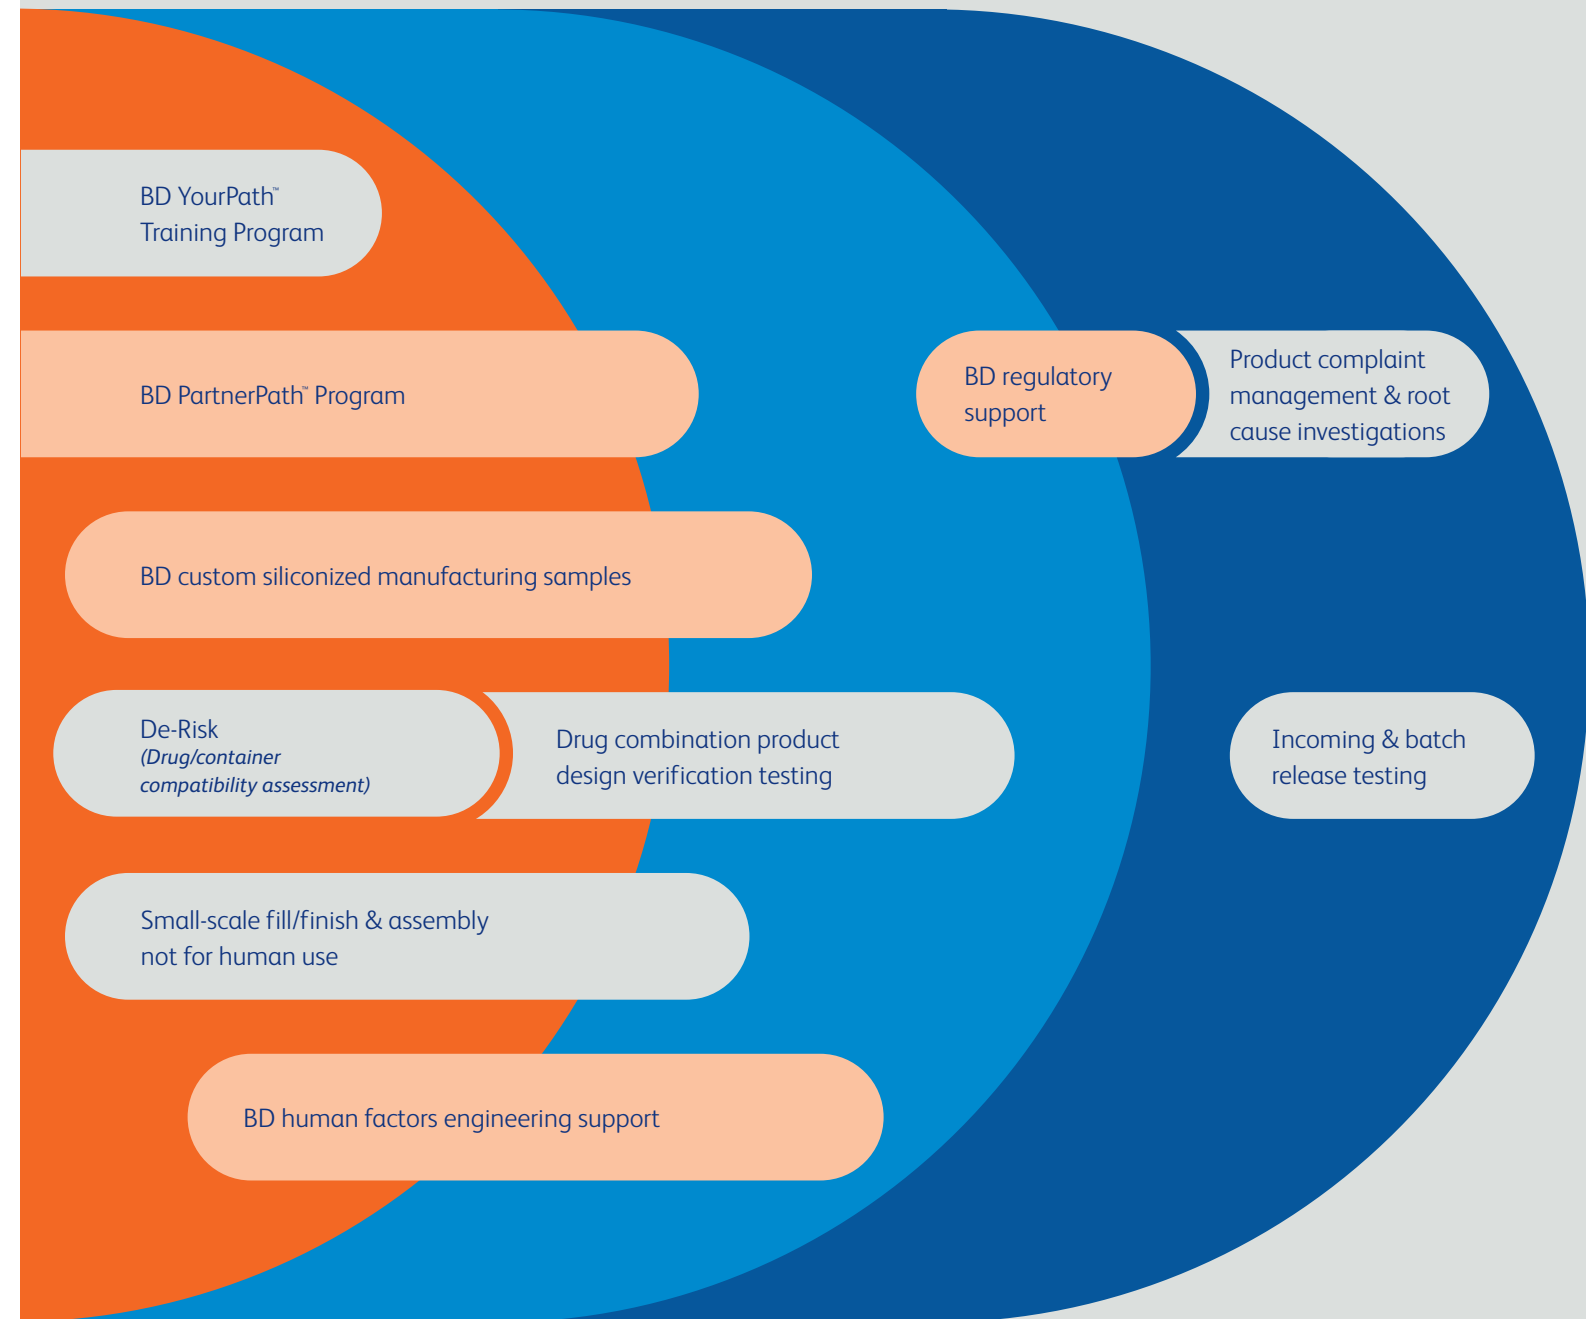 BD YourPath™
Training Program
BD PartnerPath™ Program
BD regulatory
support
Product complaint
management & root
cause investigations
BD custom siliconized manufacturing samples
De-Risk
(Drug/container
compatibility assessment)
Drug combination product
design verification testing
Incoming & batch
release testing
Small-scale fill/finish & assembly
not for human use
BD human factors engineering support